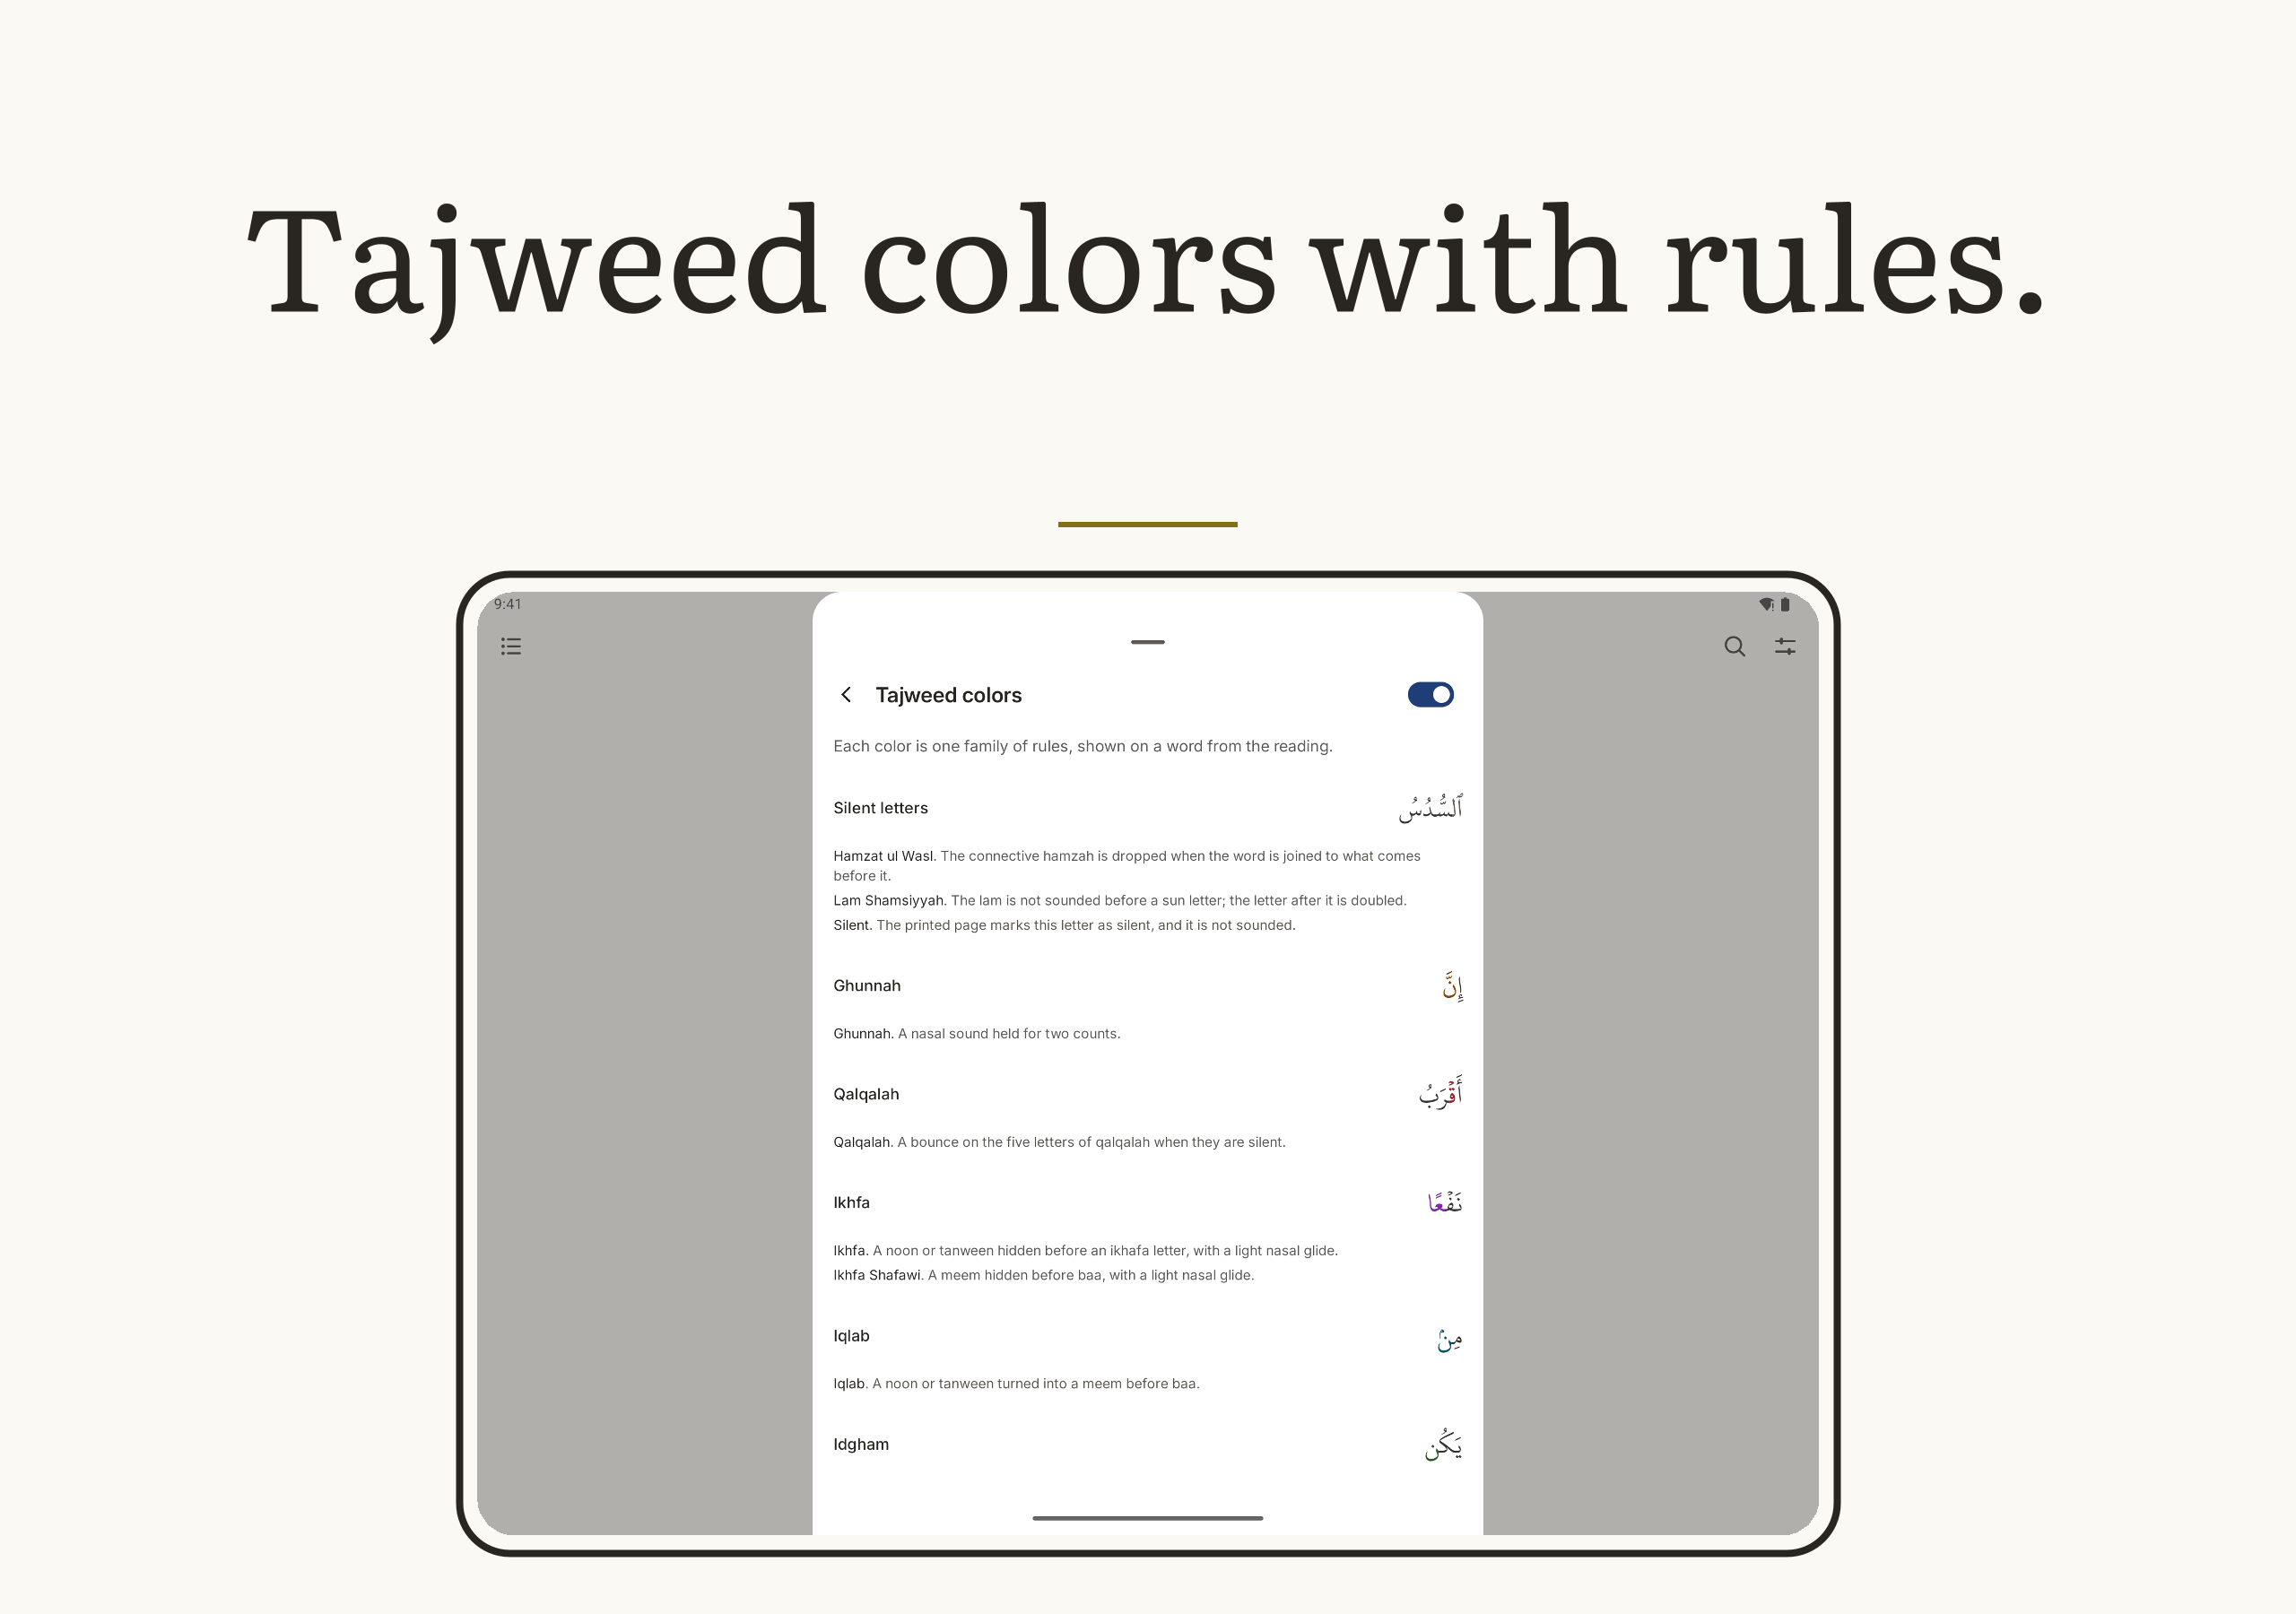 Tajweed colors with rules.
9:41
Tajweed colors
Each color is one family of rules, shown on a word from the reading.
Silent letters
ٱلسُّدُسُ
Hamzat ul Wasl. The connective hamzah is dropped when the word is joined to what comes
before it.
Lam Shamsiyyah. The lam is not sounded before a sun letter; the letter after it is doubled.
Silent. The printed page marks this letter as silent, and it is not sounded.
Ghunnah
إِنَّ
Ghunnah. A nasal sound held for two counts.
Qalqalah
أَقۡرَبُ
Qalqalah. A bounce on the five letters of qalqalah when they are silent.
Ikhfa
نَفۡعًا
Ikhfa. A noon or tanween hidden before an ikhafa letter, with a light nasal glide.
Ikhfa Shafawi. A meem hidden before baa, with a light nasal glide.
Iqlab
مِنۢ
Iqlab. A noon or tanween turned into a meem before baa.
Idgham
يَكُن